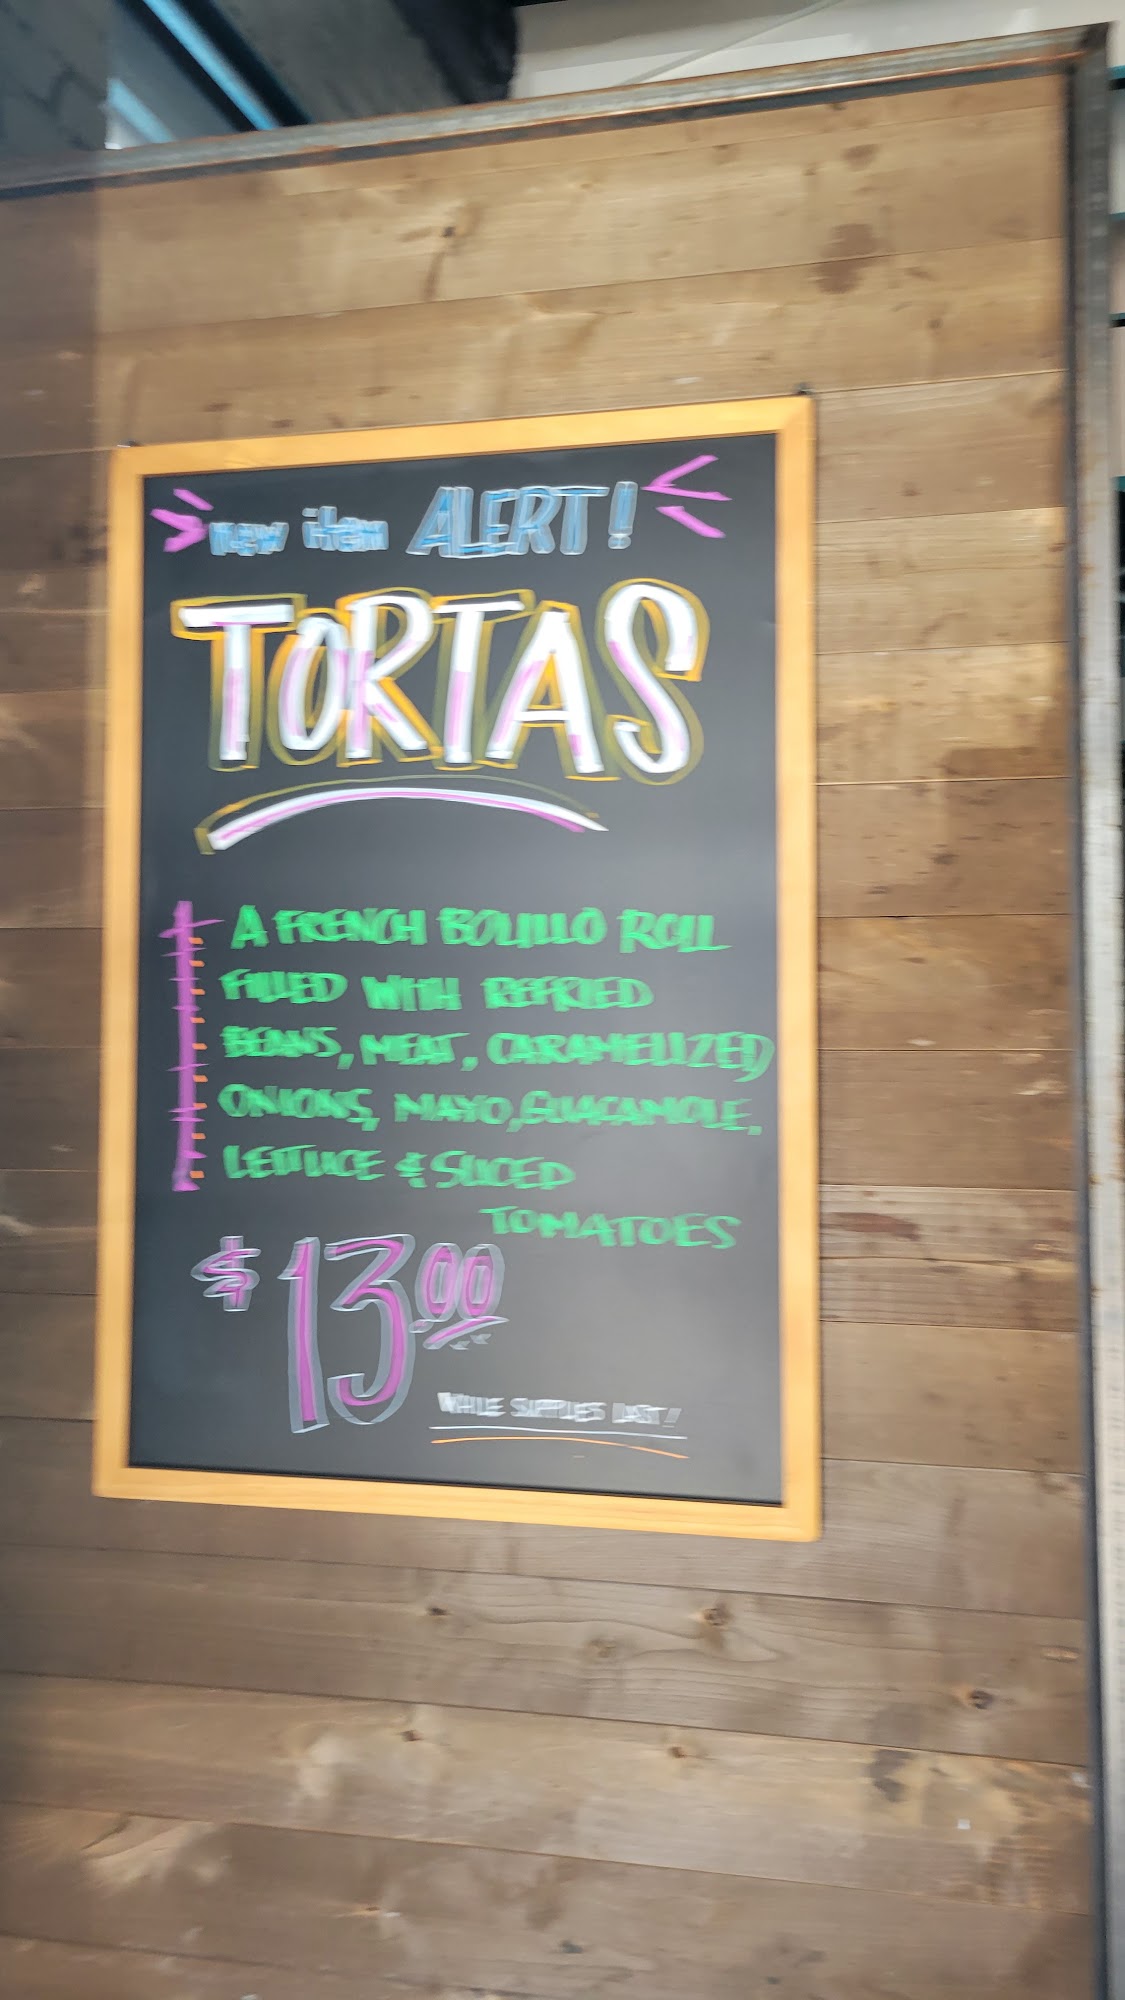 new item ALERT!
TORTAS
A FRENCH BOLILLO ROLL
FILLED WITH REFRIED
BEANS, MEAT, CARAMELIZED
ONIONS, MAYO, GUACAMOLE,
LETTUCE & SLICED
TOMATOES
$13.00
WHILE SUPPLIES LAST!